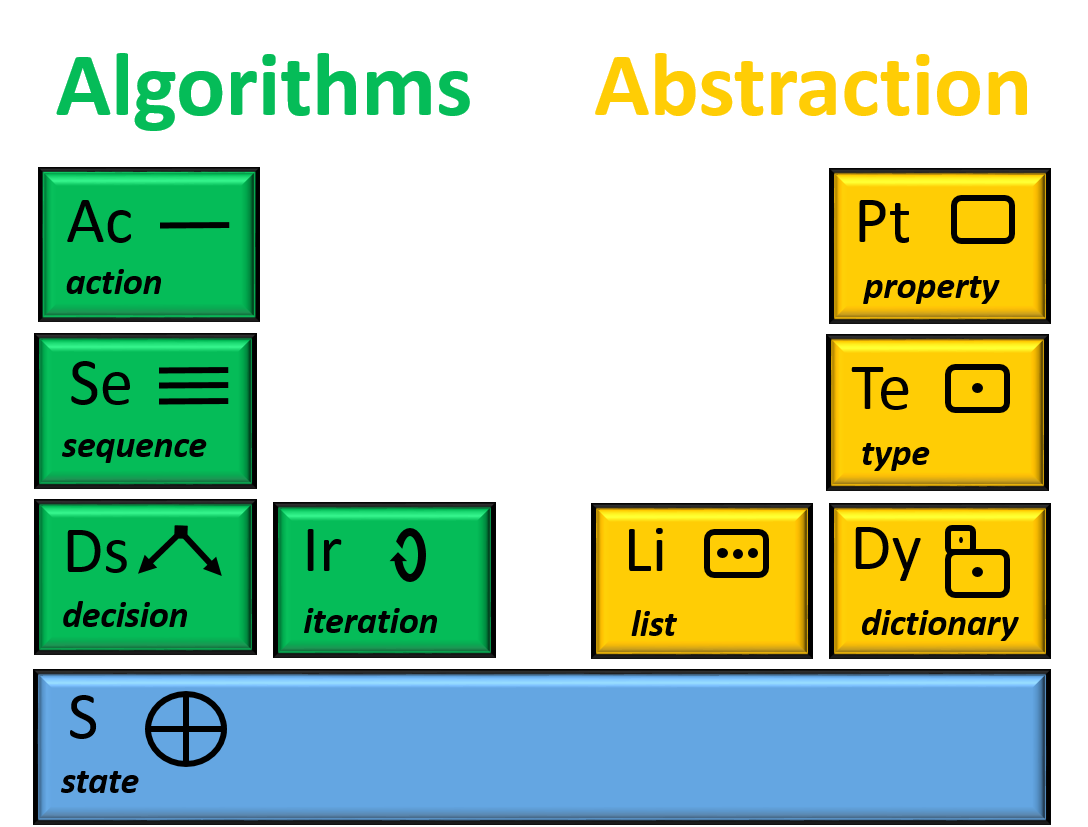 Algorithms
Abstraction
Ac
action
Pt
property
Se
sequence
Te
type
Ds
decision
Ir
iteration
Li
list
Dy
dictionary
S
state